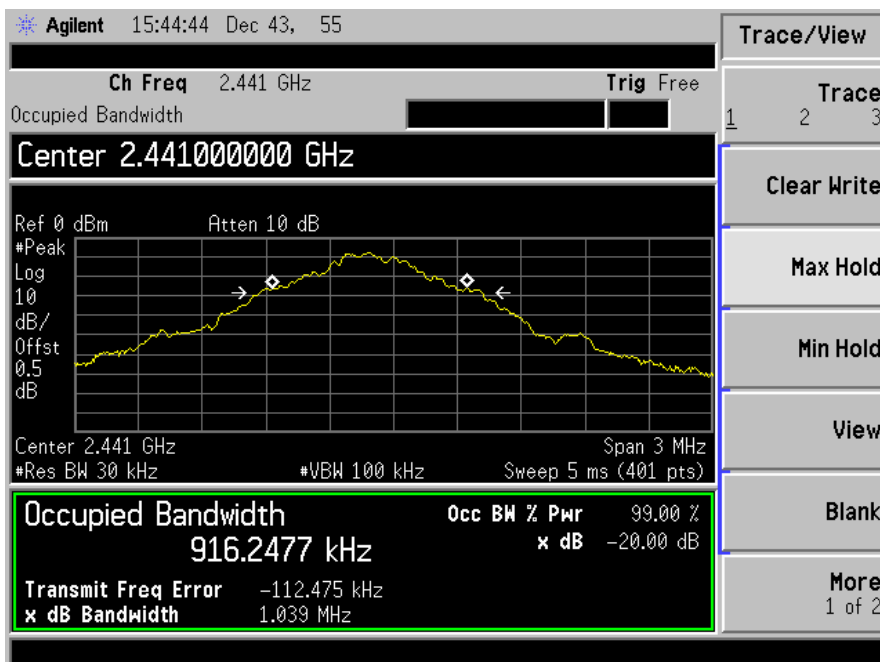 Agilent 15:44:44 Dec 43, 55
Trace/View
Ch Freq 2.441 GHz
Trig Free
Occupied Bandwidth
Trace
1 2 3
Center 2.441000000 GHz
Clear Write
Ref 0 dBm
Atten 10 dB
#Peak
Log
10
dB/
Offst
0.5
dB
Max Hold
Min Hold
View
Center 2.441 GHz
Span 3 MHz
#Res BW 30 kHz
#VBW 100 kHz
Sweep 5 ms (401 pts)
Occupied Bandwidth
916.2477 kHz
Occ BW % Pwr 99.00 %
x dB -20.00 dB
Blank
Transmit Freq Error -112.475 kHz
x dB Bandwidth 1.039 MHz
More
1 of 2